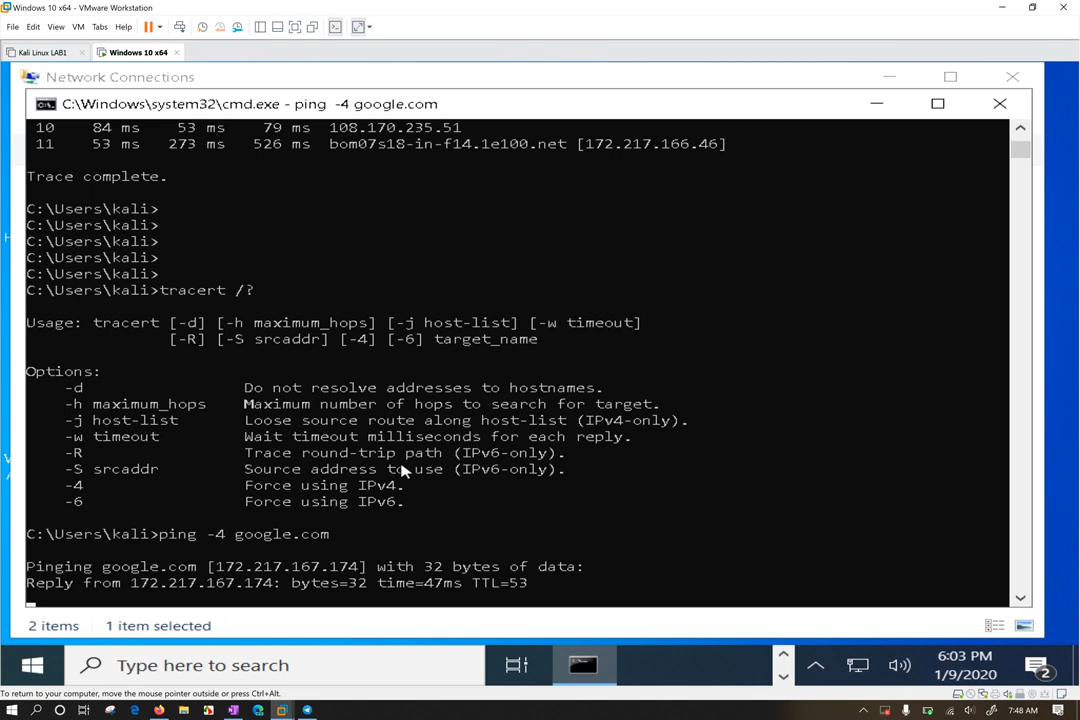 Windows 10 x64 - VMware Workstation
File Edit View VM Tabs Help
Kali Linux LAB1 Windows 10 x64
Network Connections
C:\Windows\system32\cmd.exe - ping -4 google.com
10 84 ms 53 ms 79 ms 108.170.235.51
11 53 ms 273 ms 526 ms bom07s18-in-f14.1e100.net [172.217.166.46]
Trace complete.
C:\Users\kali>
C:\Users\kali>
C:\Users\kali>
C:\Users\kali>
C:\Users\kali>
C:\Users\kali>tracert /?
Usage: tracert [-d] [-h maximum_hops] [-j host-list] [-w timeout]
[-R] [-S srcaddr] [-4] [-6] target_name
Options:
-d Do not resolve addresses to hostnames.
-h maximum_hops Maximum number of hops to search for target.
-j host-list Loose source route along host-list (IPv4-only).
-w timeout Wait timeout milliseconds for each reply.
-R Trace round-trip path (IPv6-only).
-S srcaddr Source address to use (IPv6-only).
-4 Force using IPv4.
-6 Force using IPv6.
C:\Users\kali>ping -4 google.com
Pinging google.com [172.217.167.174] with 32 bytes of data:
Reply from 172.217.167.174: bytes=32 time=47ms TTL=53
2 items 1 item selected
Type here to search
6:03 PM
1/9/2020
2
To return to your computer, move the mouse pointer outside or press Ctrl+Alt.
7:48 AM